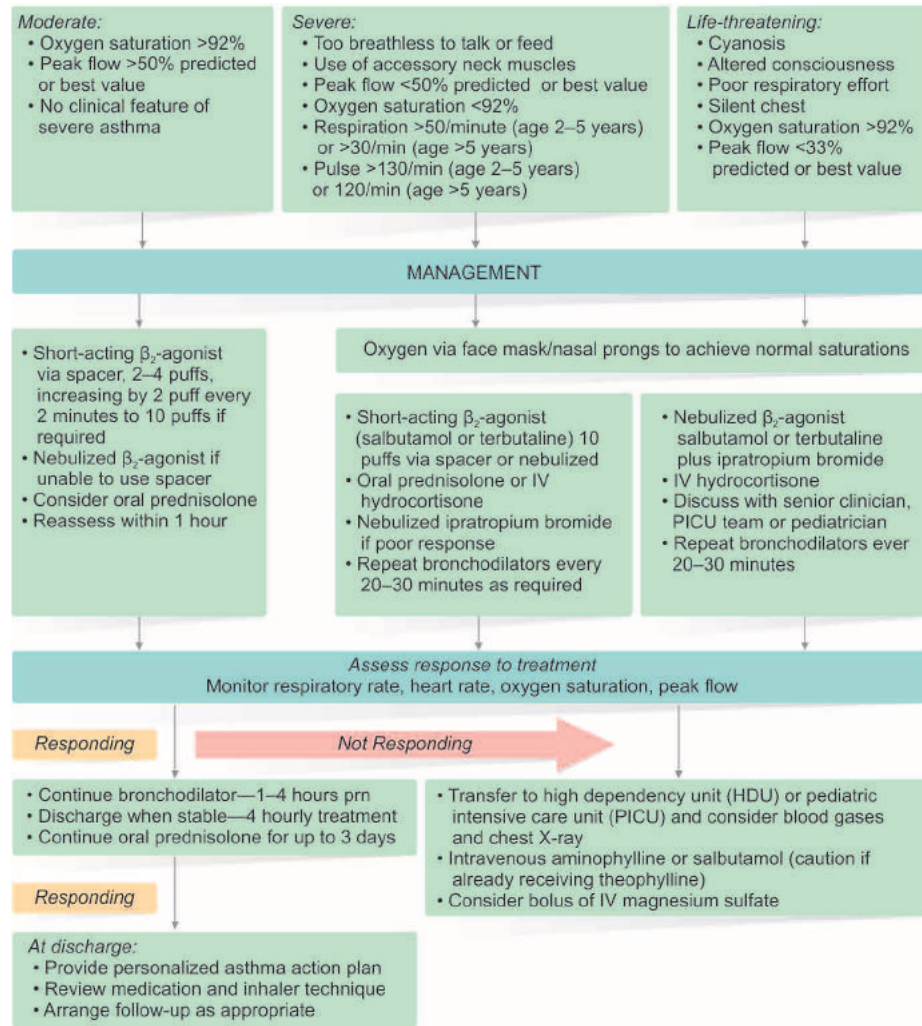 Moderate:
• Oxygen saturation >92%
• Peak flow >50% predicted
or best value
• No clinical feature of
severe asthma
Severe:
• Too breathless to talk or feed
• Use of accessory neck muscles
• Peak flow <50% predicted or best value
• Oxygen saturation <92%
• Respiration >50/minute (age 2–5 years)
or >30/min (age >5 years)
• Pulse >130/min (age 2–5 years)
or 120/min (age >5 years)
Life-threatening:
• Cyanosis
• Altered consciousness
• Poor respiratory effort
• Silent chest
• Oxygen saturation >92%
• Peak flow <33%
predicted or best value
MANAGEMENT
• Short-acting β₂-agonist
via spacer, 2–4 puffs,
increasing by 2 puff every
2 minutes to 10 puffs if
required
• Nebulized β₂-agonist if
unable to use spacer
• Consider oral prednisolone
• Reassess within 1 hour
Oxygen via face mask/nasal prongs to achieve normal saturations
• Short-acting β₂-agonist
(salbutamol or terbutaline) 10
puffs via spacer or nebulized
• Oral prednisolone or IV
hydrocortisone
• Nebulized ipratropium bromide
if poor response
• Repeat bronchodilators every
20–30 minutes as required
• Nebulized β₂-agonist
salbutamol or terbutaline
plus ipratropium bromide
• IV hydrocortisone
• Discuss with senior clinician,
PICU team or pediatrician
• Repeat bronchodilators ever
20–30 minutes
Assess response to treatment
Monitor respiratory rate, heart rate, oxygen saturation, peak flow
Responding
Not Responding
• Continue bronchodilator—1–4 hours prn
• Discharge when stable—4 hourly treatment
• Continue oral prednisolone for up to 3 days
• Transfer to high dependency unit (HDU) or pediatric
intensive care unit (PICU) and consider blood gases
and chest X-ray
• Intravenous aminophylline or salbutamol (caution if
already receiving theophylline)
• Consider bolus of IV magnesium sulfate
Responding
At discharge:
• Provide personalized asthma action plan
• Review medication and inhaler technique
• Arrange follow-up as appropriate